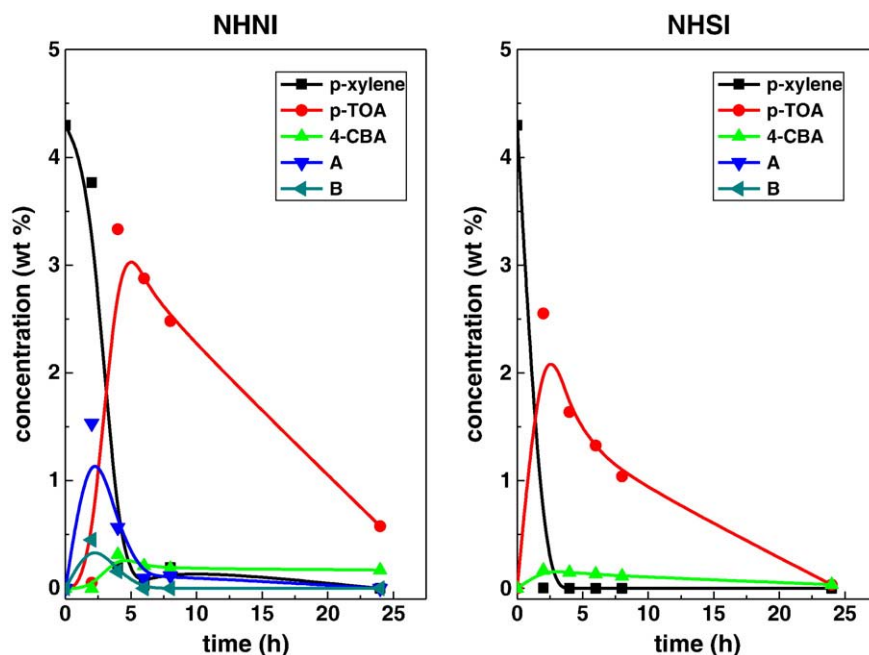 NHNI
concentration (wt %)
5
4
3
2
1
0
0
5
10
15
20
25
time (h)
p-xylene
p-TOA
4-CBA
A
B
NHSI
concentration (wt %)
5
4
3
2
1
0
0
5
10
15
20
25
time (h)
p-xylene
p-TOA
4-CBA
A
B